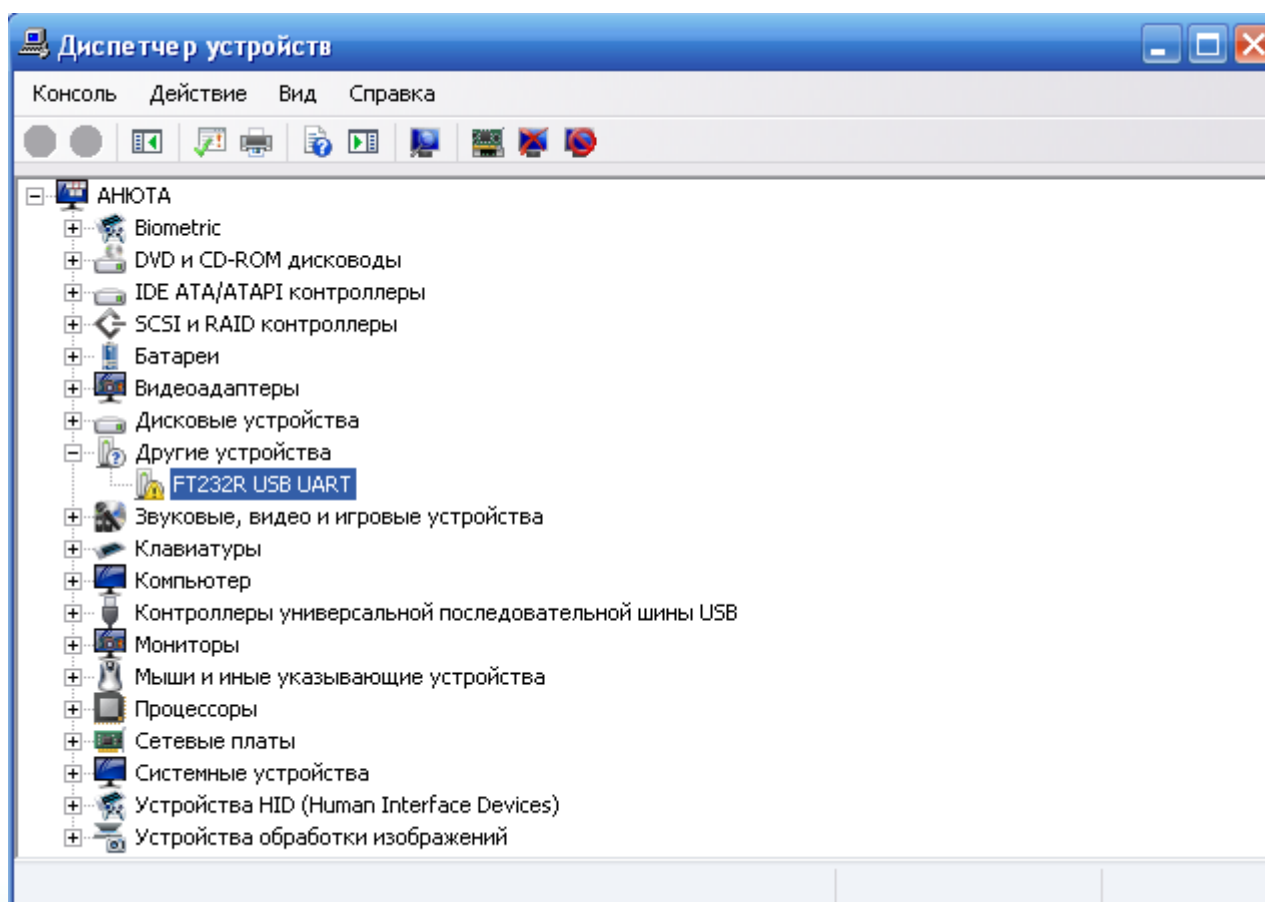 Диспетчер устройств
Консоль Действие Вид Справка
АНЮТА
Biometric
DVD и CD-ROM дисководы
IDE ATA/ATAPI контроллеры
SCSI и RAID контроллеры
Батареи
Видеоадаптеры
Дисковые устройства
Другие устройства
FT232R USB UART
Звуковые, видео и игровые устройства
Клавиатуры
Компьютер
Контроллеры универсальной последовательной шины USB
Мониторы
Мыши и иные указывающие устройства
Процессоры
Сетевые платы
Системные устройства
Устройства HID (Human Interface Devices)
Устройства обработки изображений